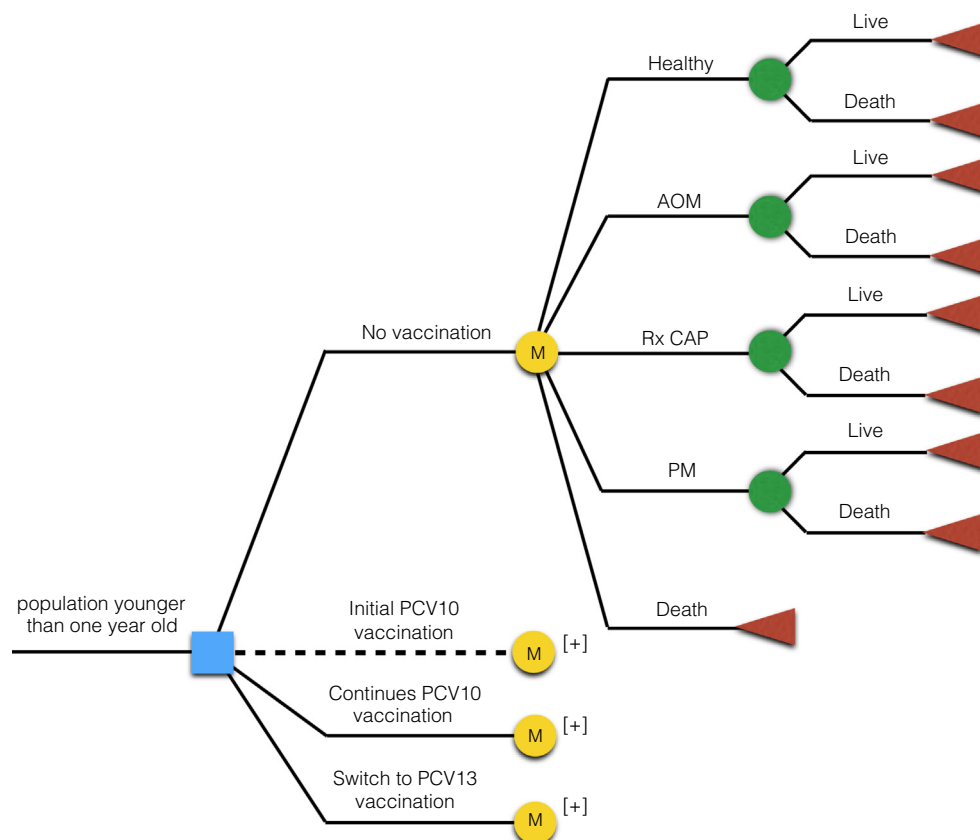 Live
Healthy
Death
Live
AOM
Death
Live
No vaccination
M
Rx CAP
Death
Live
PM
Death
Death
population younger
than one year old
Initial PCV10
vaccination
M
[+]
Continues PCV10
vaccination
M
[+]
Switch to PCV13
vaccination
M
[+]